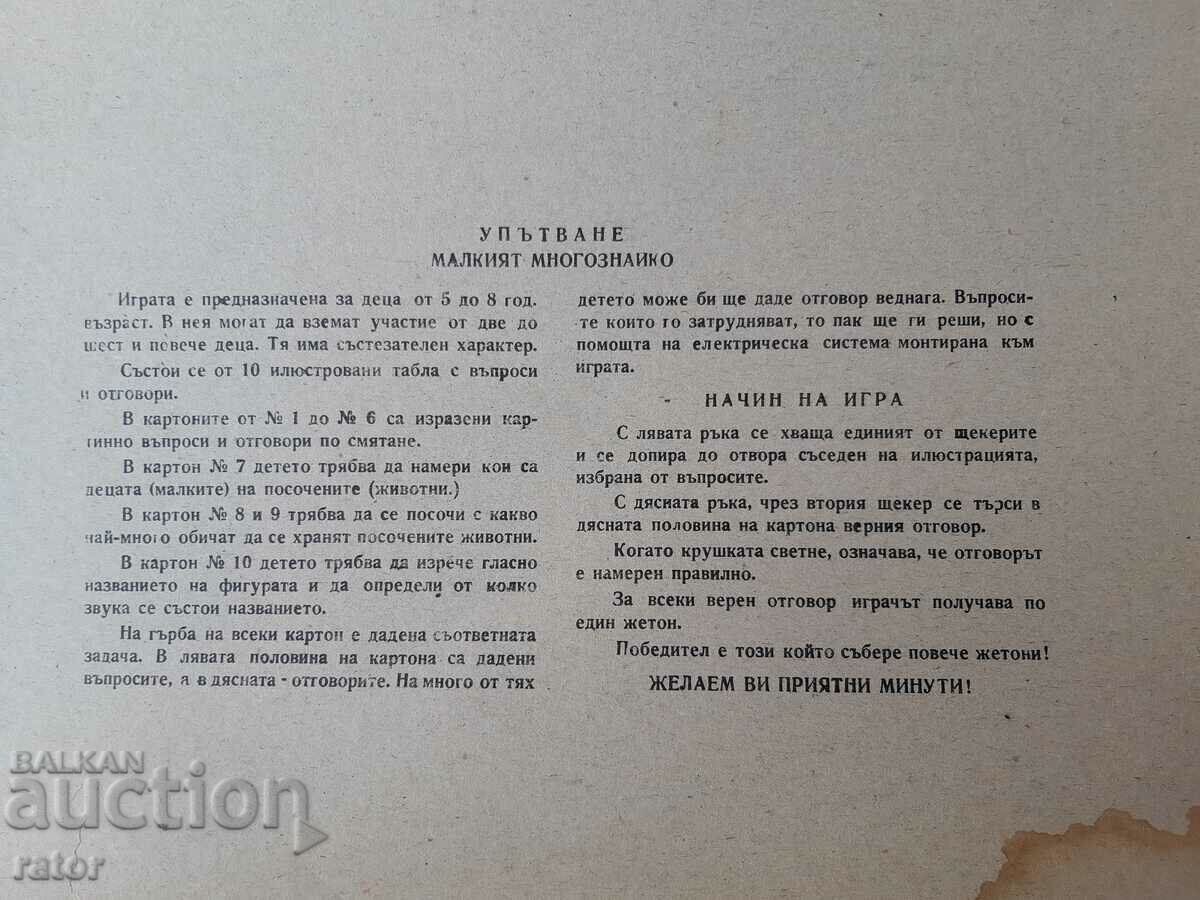 УПЪТВАНЕ
МАЛКИЯТ МНОГОЗНАЙКО
Играта е предназначена за деца от 5 до 8 год.
възраст. В нея могат да вземат участие от две до
шест и повече деца. Тя има състезателен характер.
Състои се от 10 илюстровани табла с въпроси
и отговори.
В картоните от № 1 до № 6 са изразени кар-
тинно въпроси и отговори по смятане.
В картон № 7 детето трябва да намери кои са
децата (малките) на посочените (животни.)
В картон № 8 и 9 трябва да се посочи с какво
най-много обичат да се хранят посочените животни.
В картон № 10 детето трябва да изрече гласно
названието на фигурата и да определи от колко
звука се състои названието.
На гърба на всеки картон е дадена съответната
задача. В лявата половина на картона са дадени
въпросите, а в дясната - отговорите. На много от тях
детето може би ще даде отговор веднага. Въпроси-
те които го затрудняват, то пак ще ги реши, но с
помощта на електрическа система монтирана към
играта.
НАЧИН НА ИГРА
С лявата ръка се хваща единият от щекерите
и се допира до отвора съседен на илюстрацията,
избрана от въпросите.
С дясната ръка, чрез втория щекер се търси в
дясната половина на картона верния отговор.
Когато крушката светне, означава, че отговорът
е намерен правилно.
За всеки верен отговор играчът получава по
един жетон.
Победител е този който събере повече жетони!
ЖЕЛАЕМ ВИ ПРИЯТНИ МИНУТИ!
BALKAN
auction
rator